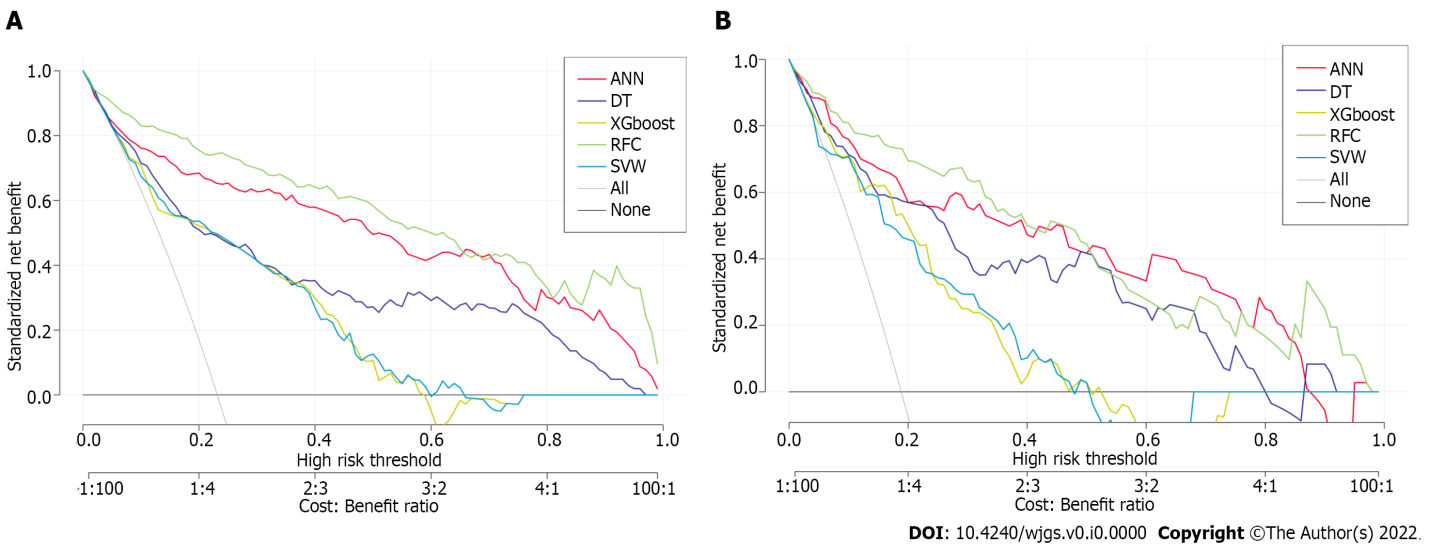 A
Standardized net benefit
1.0
0.8
0.6
0.4
0.2
0.0
ANN
DT
XGboost
RFC
SVW
All
None
0.0 0.2 0.4 0.6 0.8 1.0
High risk threshold
1:100 1:4 2:3 3:2 4:1 100:1
Cost: Benefit ratio
B
Standardized net benefit
1.0
0.8
0.6
0.4
0.2
0.0
ANN
DT
XGboost
RFC
SVW
All
None
0.0 0.2 0.4 0.6 0.8 1.0
High risk threshold
1:100 1:4 2:3 3:2 4:1 100:1
Cost: Benefit ratio
DOI: 10.4240/wjgs.v0.i0.0000 Copyright ©The Author(s) 2022.